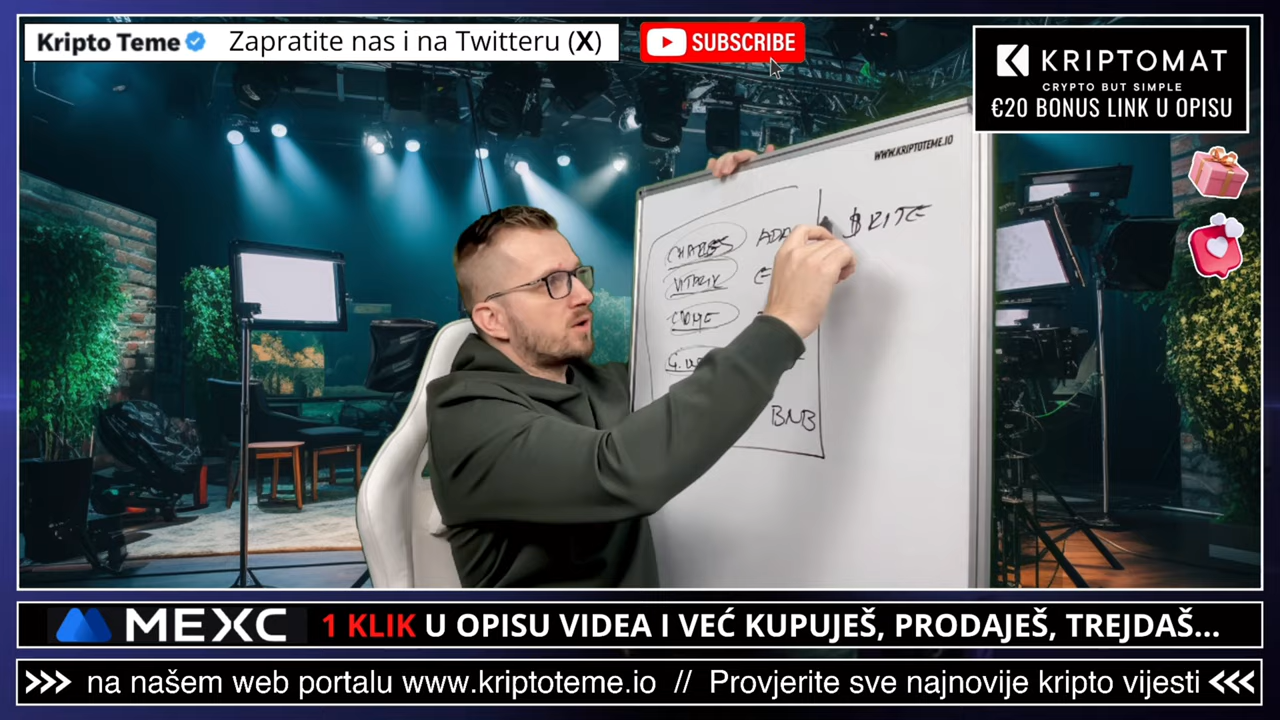 Kripto Teme Zapratite nas i na Twitteru (X)
SUBSCRIBE
KRIPTOMAT
CRYPTO BUT SIMPLE
€20 BONUS LINK U OPISU
WWW.KRIPTOTEME.IO
$RITE
CHARLES ADA
VITALIK
BNB
MEXC 1 KLIK U OPISU VIDEA I VEĆ KUPUJEŠ, PRODAJEŠ, TREJDAŠ...
>>> na našem web portalu www.kriptoteme.io // Provjerite sve najnovije kripto vijesti <<<